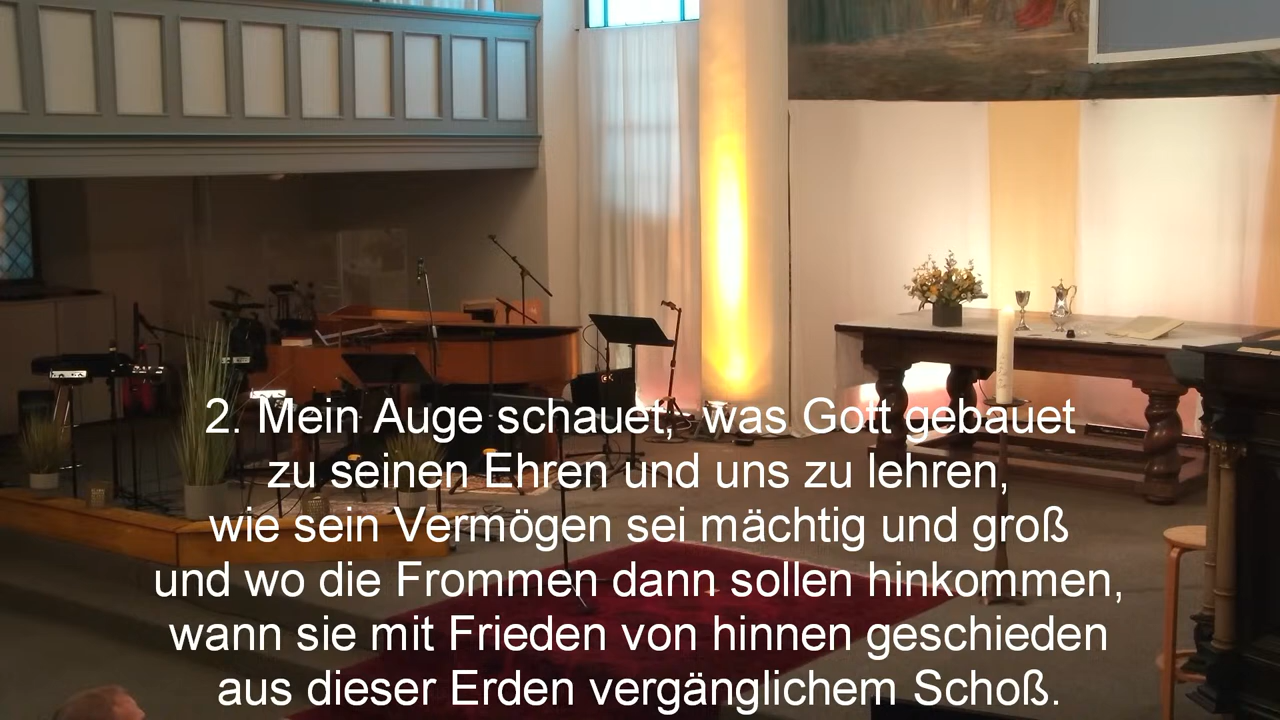 2. Mein Auge schauet, was Gott gebauet
zu seinen Ehren und uns zu lehren,
wie sein Vermögen sei mächtig und groß
und wo die Frommen dann sollen hinkommen,
wann sie mit Frieden von hinnen geschieden
aus dieser Erden vergänglichem Schoß.